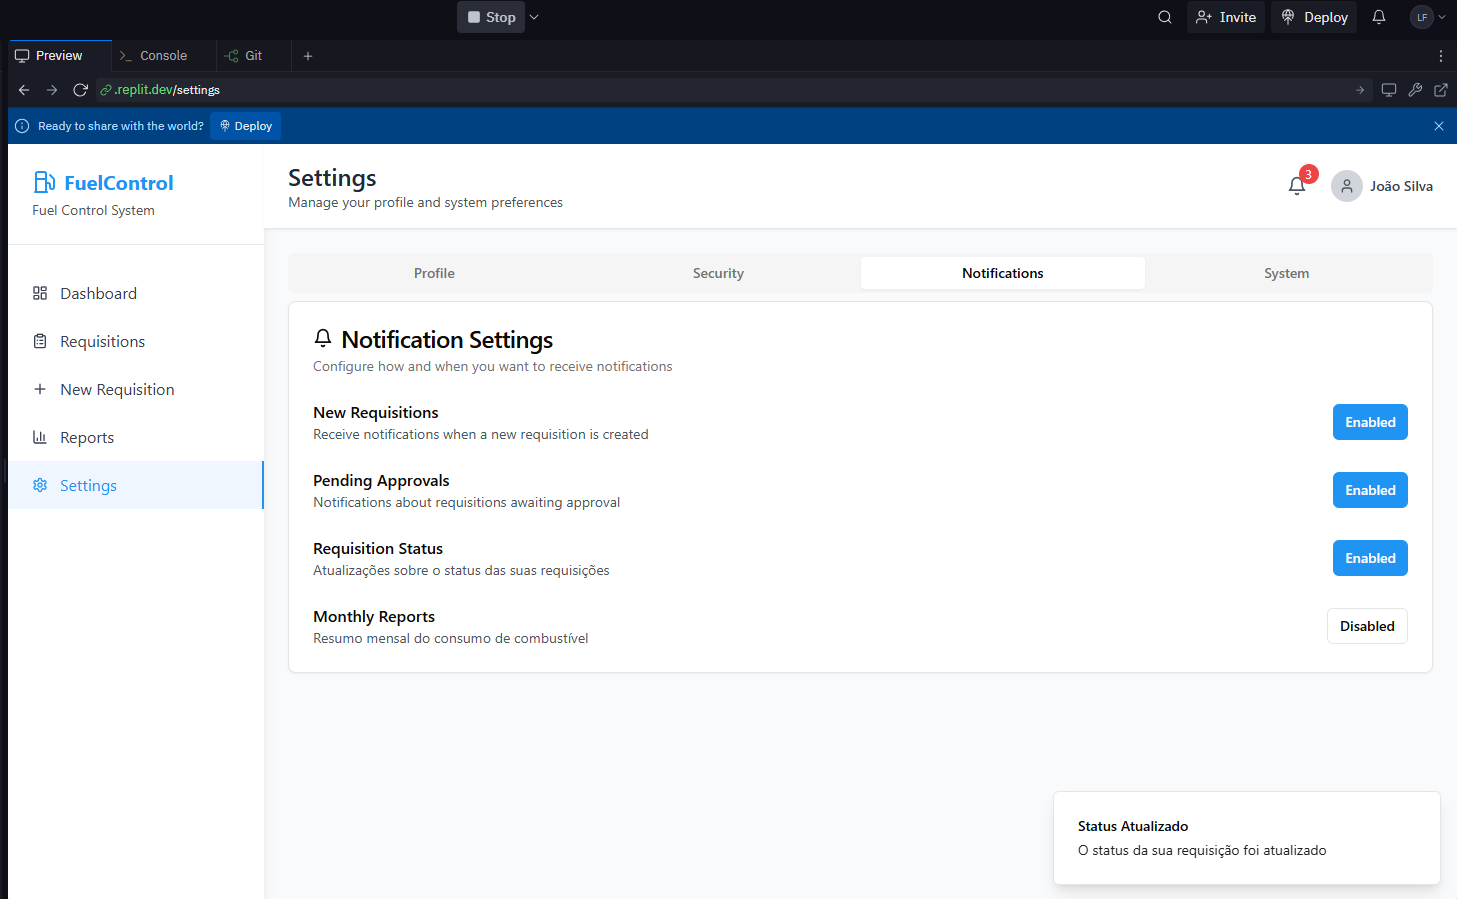 Stop
Invite
Deploy
LF
Preview
Console
Git
.replit.dev/settings
Ready to share with the world?
Deploy
FuelControl
Fuel Control System
Settings
Manage your profile and system preferences
3
João Silva
Dashboard
Requisitions
New Requisition
Reports
Settings
Profile
Security
Notifications
System
Notification Settings
Configure how and when you want to receive notifications
New Requisitions
Receive notifications when a new requisition is created
Enabled
Pending Approvals
Notifications about requisitions awaiting approval
Enabled
Requisition Status
Atualizações sobre o status das suas requisições
Enabled
Monthly Reports
Resumo mensal do consumo de combustível
Disabled
Status Atualizado
O status da sua requisição foi atualizado